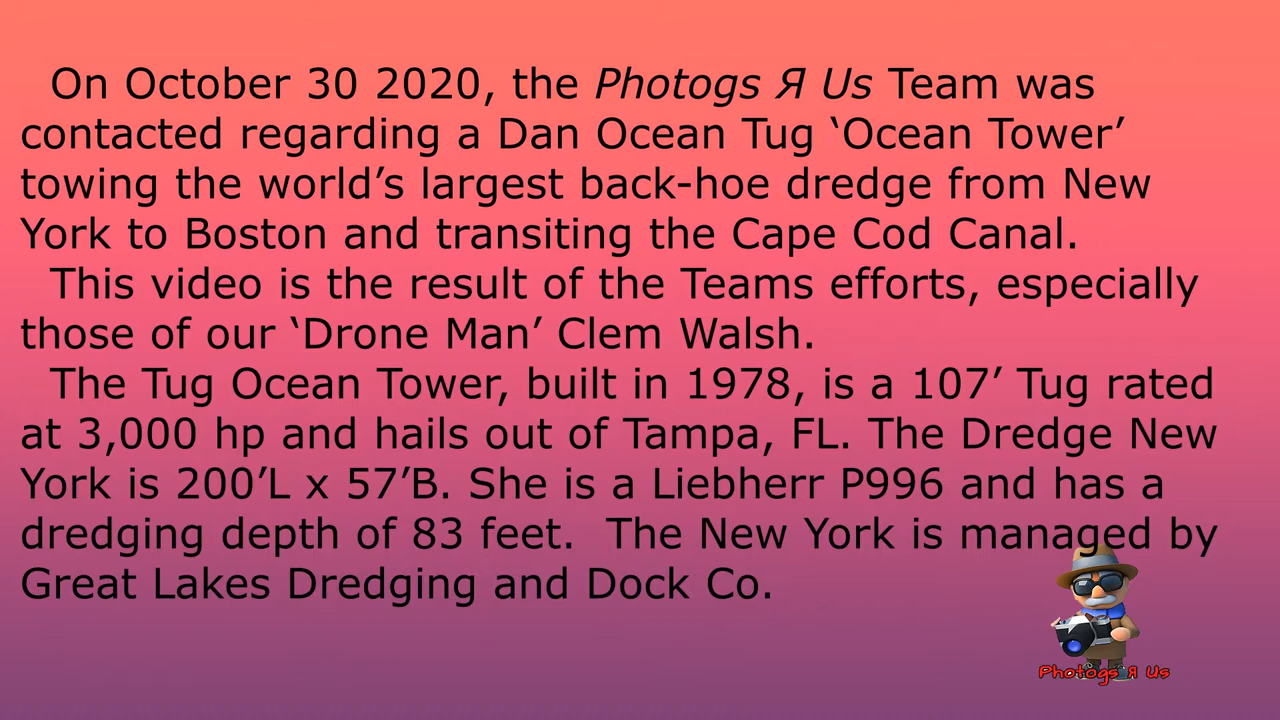 On October 30 2020, the Photogs Я Us Team was
contacted regarding a Dan Ocean Tug ‘Ocean Tower’
towing the world’s largest back-hoe dredge from New
York to Boston and transiting the Cape Cod Canal.
This video is the result of the Teams efforts, especially
those of our ‘Drone Man’ Clem Walsh.
The Tug Ocean Tower, built in 1978, is a 107’ Tug rated
at 3,000 hp and hails out of Tampa, FL. The Dredge New
York is 200’L x 57’B. She is a Liebherr P996 and has a
dredging depth of 83 feet.  The New York is managed by
Great Lakes Dredging and Dock Co.
Photogs Я Us